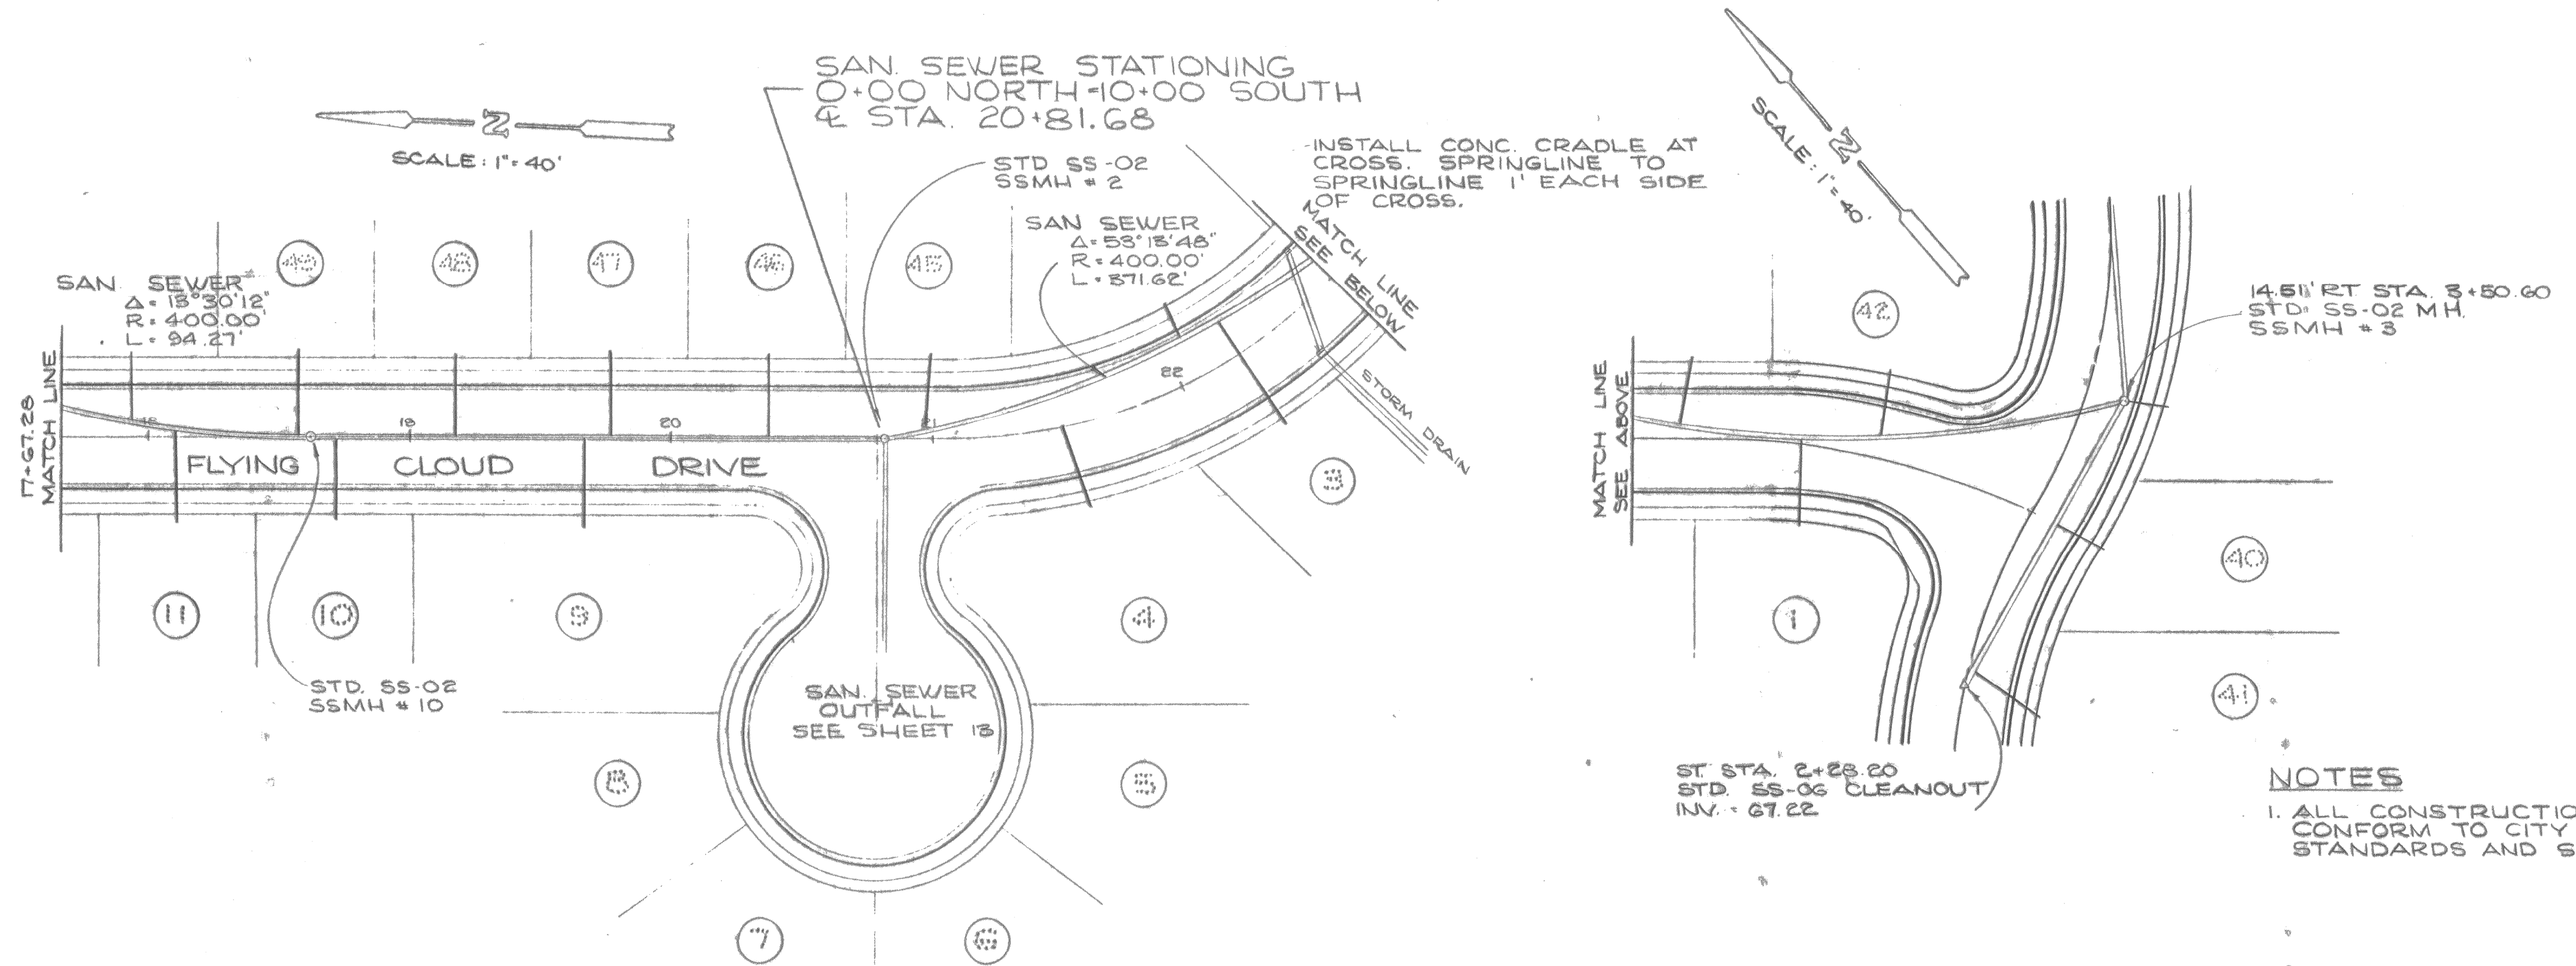 SAN. SEWER STATIONING
0+00 NORTH=10+00 SOUTH
℄ STA. 20+81.68
N
SCALE: 1"=40'
STD SS-02
SSMH # 2
INSTALL CONC. CRADLE AT
CROSS. SPRINGLINE TO
SPRINGLINE 1' EACH SIDE
OF CROSS.
SAN SEWER
Δ=53°13'48"
R=400.00'
L=371.62'
MATCH LINE
SEE BELOW
SAN. SEWER
Δ=13°30'12"
R=400.00'
L=94.27'
49
48
47
46
45
17+67.28
MATCH LINE
18
19
20
21
22
FLYING CLOUD DRIVE
STORM DRAIN
3
11
10
9
4
STD. SS-02
SSMH # 10
SAN. SEWER
OUTFALL
SEE SHEET 13
8
5
7
6
N
SCALE: 1"=40'
42
14.51' RT STA. 3+50.60
STD. SS-02 MH.
SSMH # 3
MATCH LINE
SEE ABOVE
1
40
41
ST. STA. 2+28.20
STD. SS-06 CLEANOUT
INV. = 67.22
NOTES
1. ALL CONSTRUCTIO
CONFORM TO CITY
STANDARDS AND S